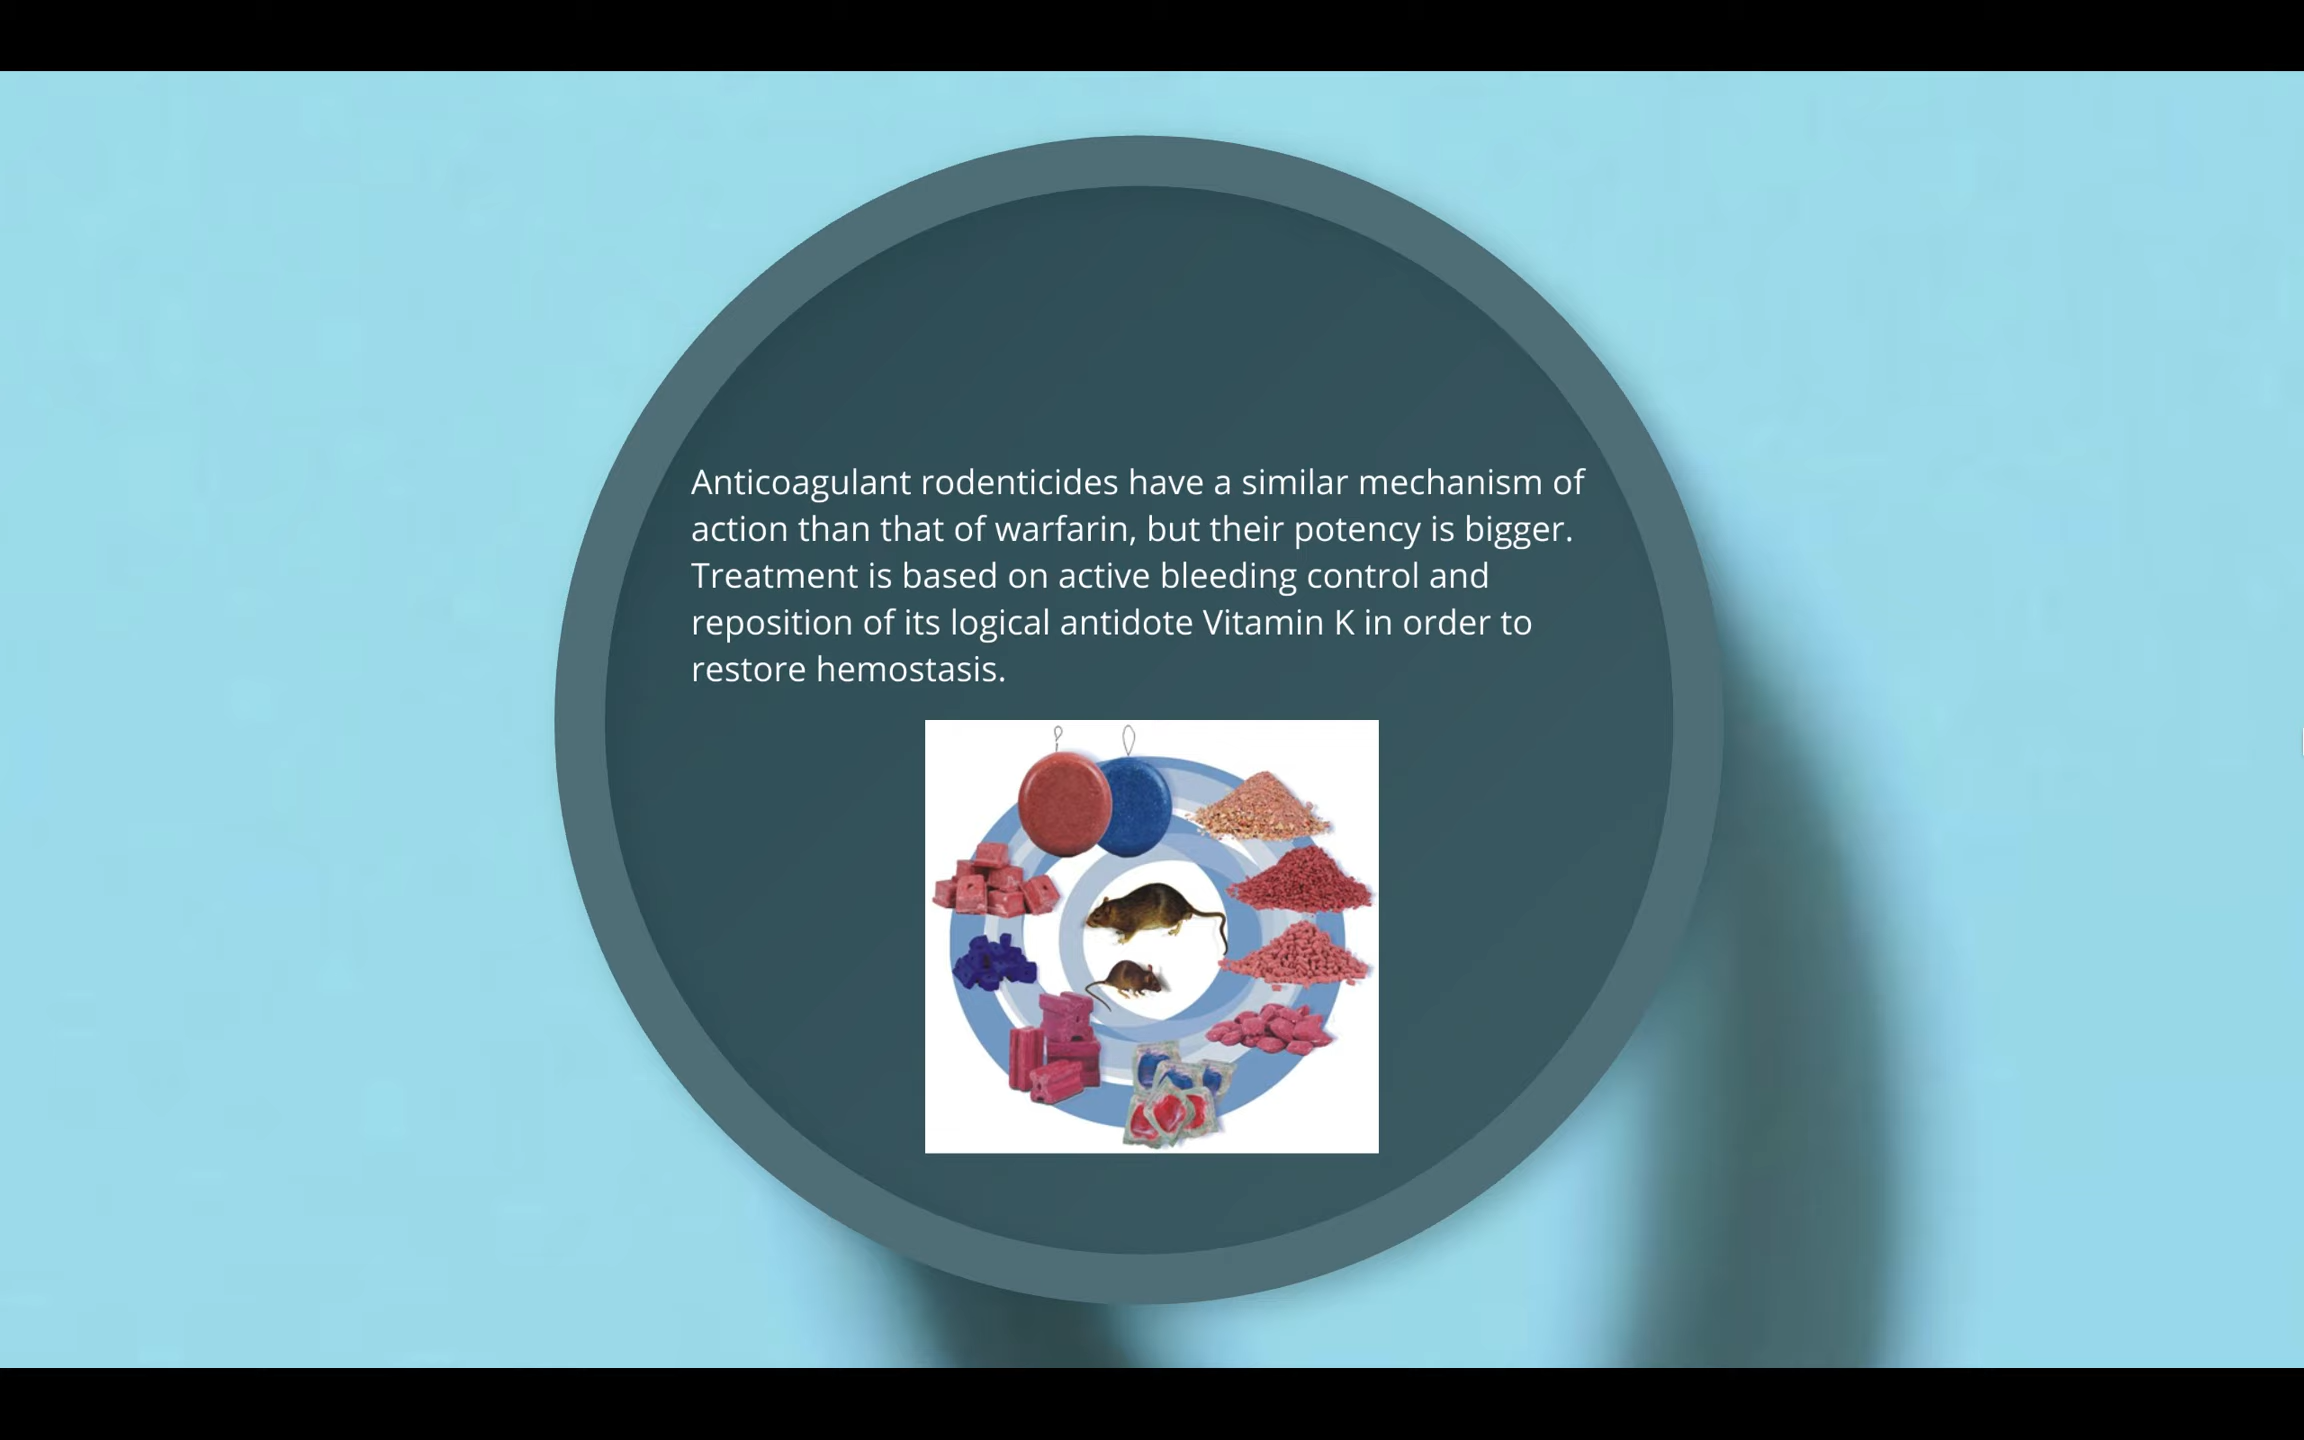 Anticoagulant rodenticides have a similar mechanism of
action than that of warfarin, but their potency is bigger.
Treatment is based on active bleeding control and
reposition of its logical antidote Vitamin K in order to
restore hemostasis.